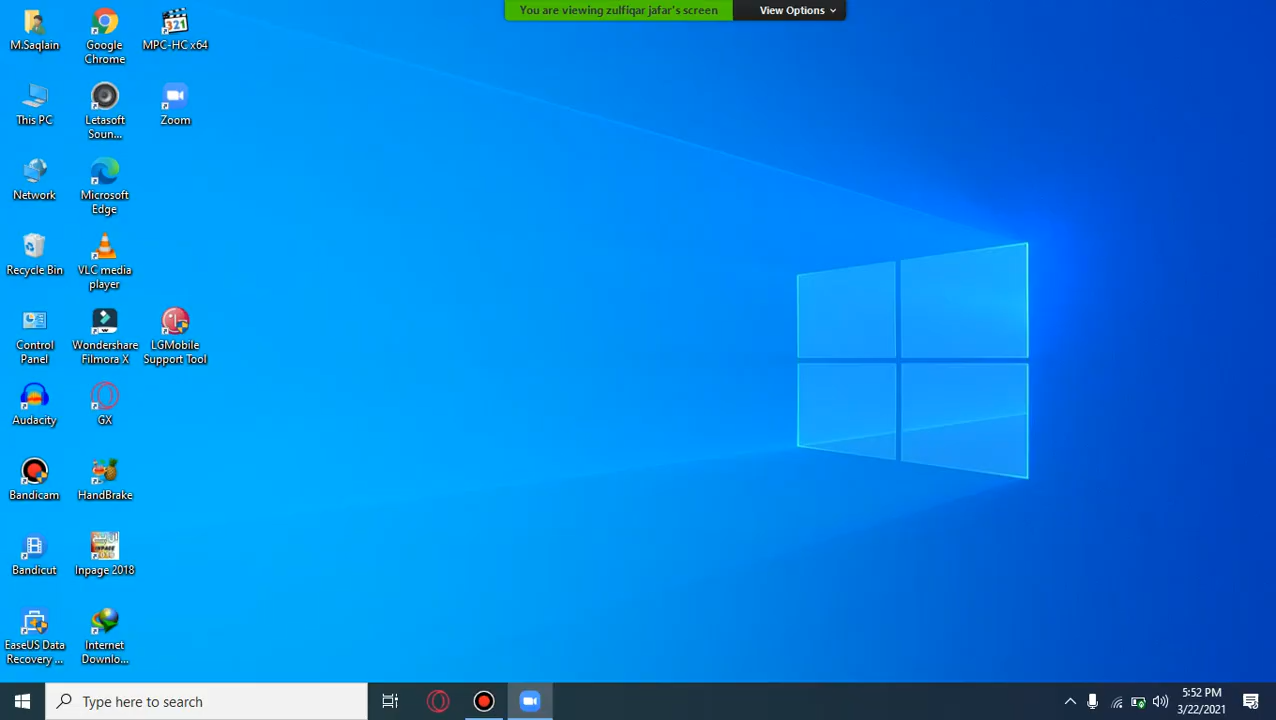 You are viewing zulfiqar jafar's screen
View Options
M.Saqlain
Google
Chrome
MPC-HC x64
This PC
Letasoft
Soun...
Zoom
Network
Microsoft
Edge
Recycle Bin
VLC media
player
Control
Panel
Wondershare
Filmora X
LGMobile
Support Tool
Audacity
GX
Bandicam
HandBrake
Bandicut
Inpage 2018
EaseUS Data
Recovery ...
Internet
Downlo...
Type here to search
5:52 PM
3/22/2021